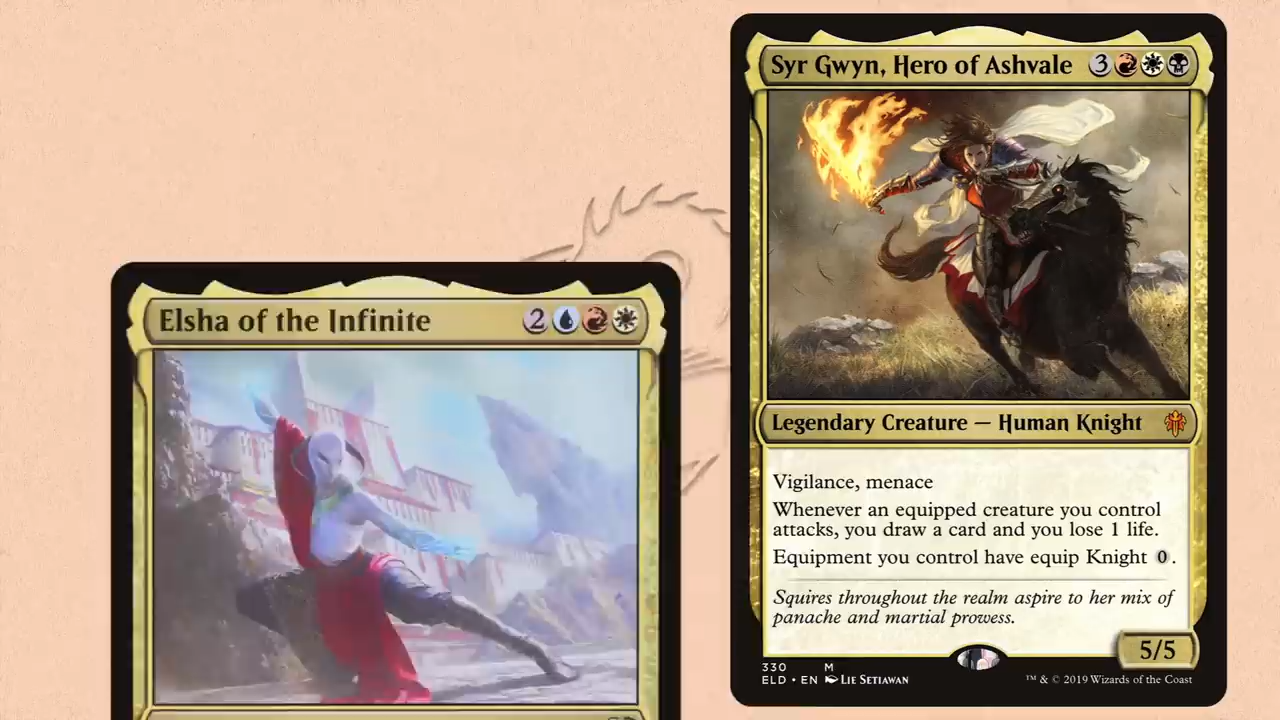 Elsha of the Infinite 2
Syr Gwyn, Hero of Ashvale 3
Legendary Creature — Human Knight
Vigilance, menace
Whenever an equipped creature you control
attacks, you draw a card and you lose 1 life.
Equipment you control have equip Knight 0.
Squires throughout the realm aspire to her mix of
panache and martial prowess.
5/5
330 M
ELD • EN Lie Setiawan
™ & © 2019 Wizards of the Coast